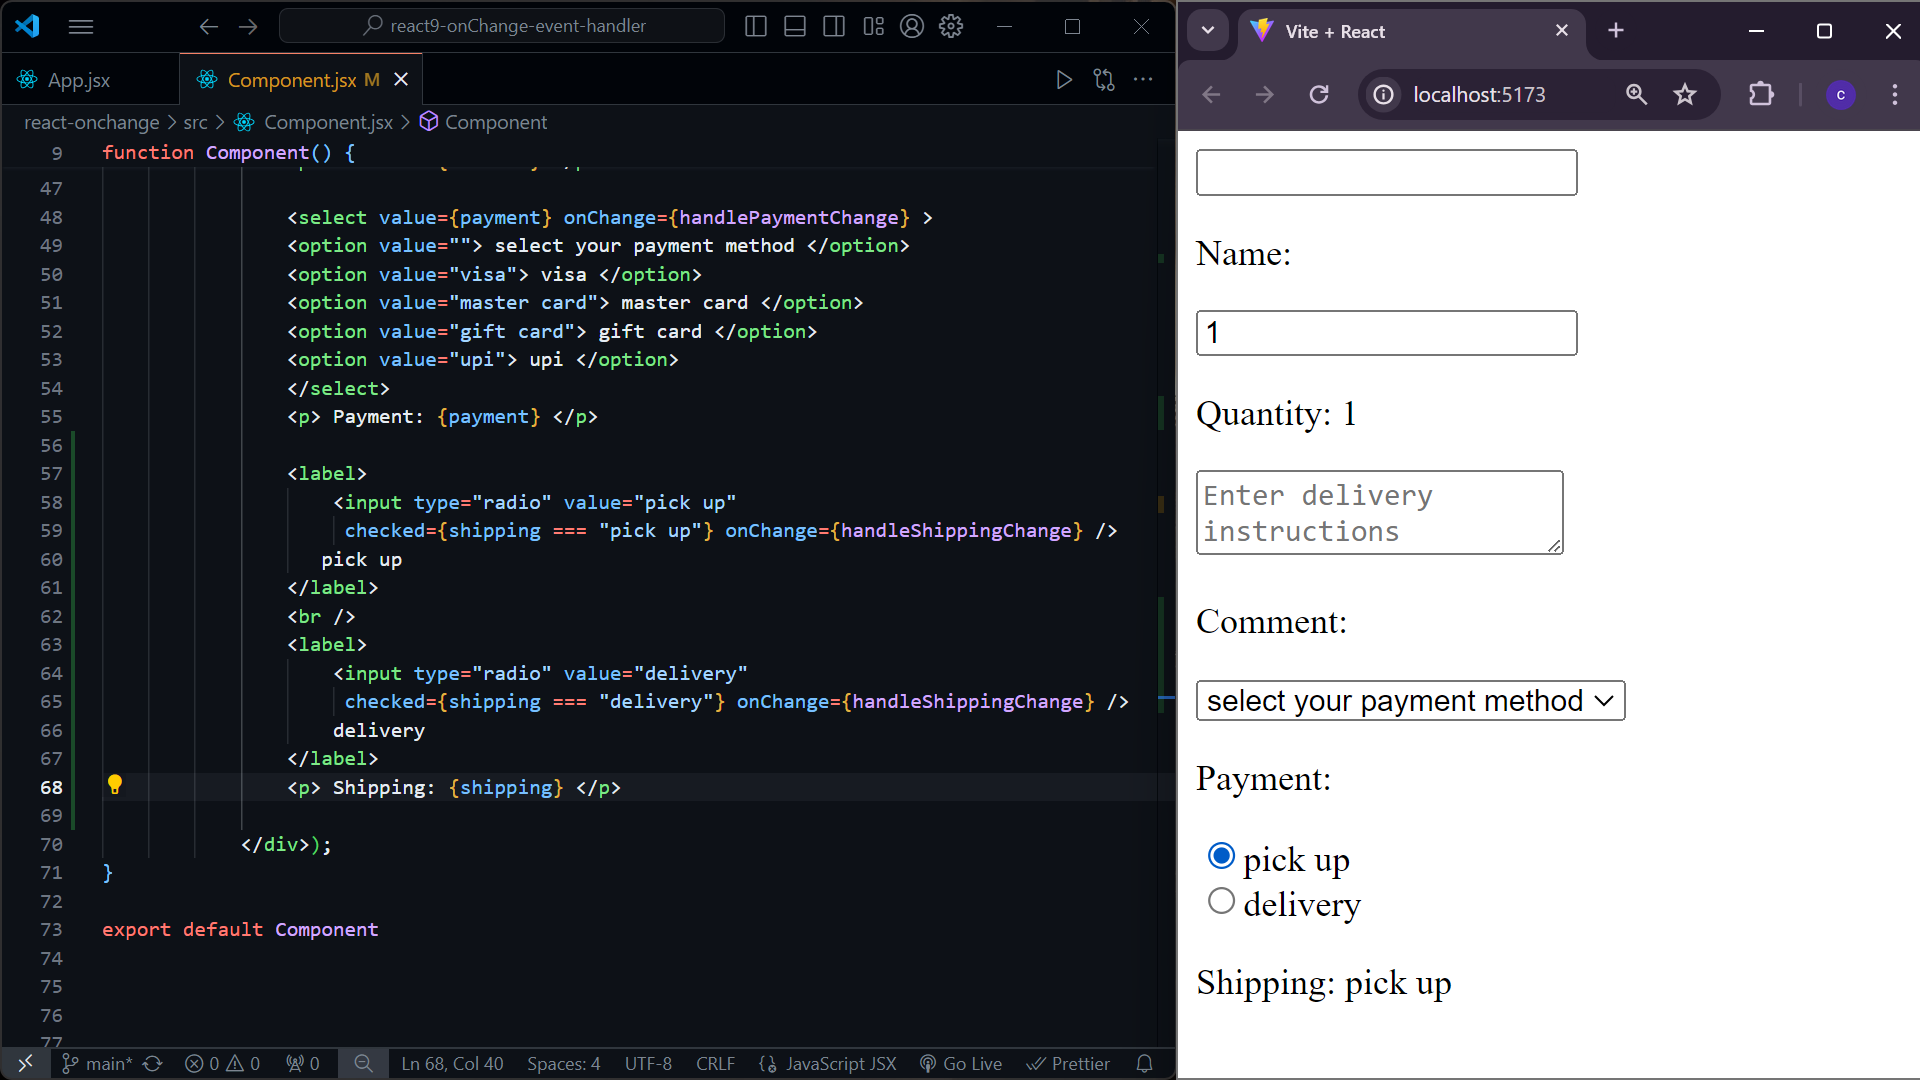 react9-onChange-event-handler
App.jsx
Component.jsx M
react-onchange > src > Component.jsx > Component
9 function Component() {
47
48 <select value={payment} onChange={handlePaymentChange} >
49 <option value=""> select your payment method </option>
50 <option value="visa"> visa </option>
51 <option value="master card"> master card </option>
52 <option value="gift card"> gift card </option>
53 <option value="upi"> upi </option>
54 </select>
55 <p> Payment: {payment} </p>
56
57 <label>
58 <input type="radio" value="pick up"
59 checked={shipping === "pick up"} onChange={handleShippingChange} />
60 pick up
61 </label>
62 <br />
63 <label>
64 <input type="radio" value="delivery"
65 checked={shipping === "delivery"} onChange={handleShippingChange} />
66 delivery
67 </label>
68 <p> Shipping: {shipping} </p>
69
70 </div>);
71 }
72
73 export default Component
74
75
76
77
main* 0 0 0 Ln 68, Col 40 Spaces: 4 UTF-8 CRLF JavaScript JSX Go Live Prettier
Vite + React
localhost:5173
c
Name:
1
Quantity: 1
Enter delivery
instructions
Comment:
select your payment method
Payment:
pick up
delivery
Shipping: pick up